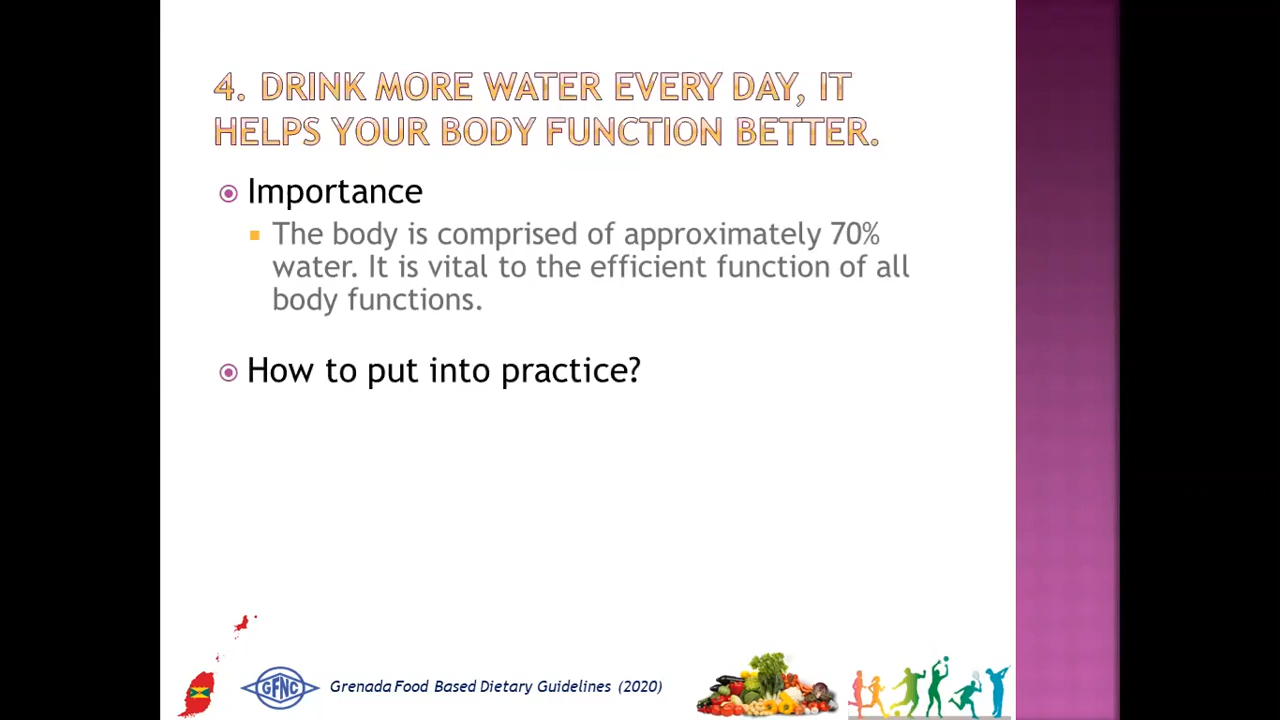 4. DRINK MORE WATER EVERY DAY, IT
HELPS YOUR BODY FUNCTION BETTER.
Importance
The body is comprised of approximately 70%
water. It is vital to the efficient function of all
body functions.
How to put into practice?
GFNC
Grenada Food Based Dietary Guidelines (2020)